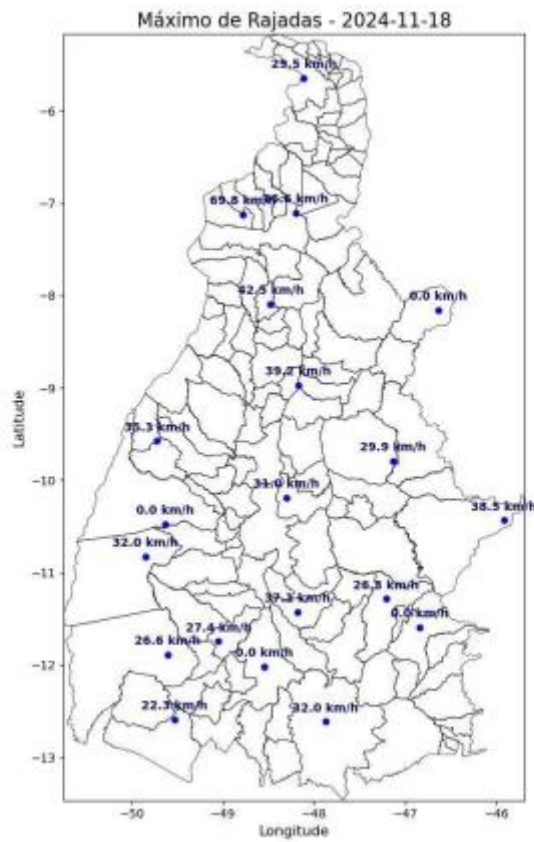 Máximo de Rajadas - 2024-11-18
29.5 km/h
69.8 km/h
km/h
42.5 km/h
0.0 km/h
39.2 km/h
35.3 km/h
29.9 km/h
31.0 km/h
38.5 km/h
0.0 km/h
32.0 km/h
26.3 km/h
37.3 km/h
0.0 km/h
27.4 km/h
26.6 km/h
0.0 km/h
22.3 km/h
32.0 km/h
−6
−7
−8
−9
−10
−11
−12
−13
Latitude
−50
−49
−48
−47
−46
Longitude